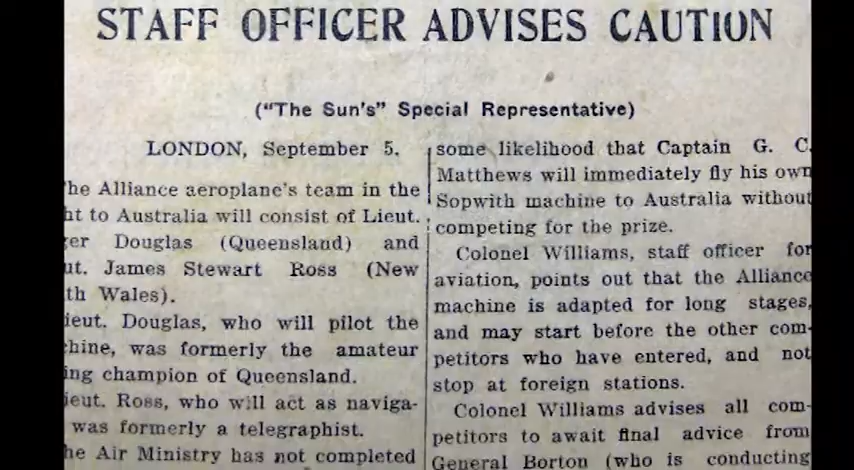 STAFF OFFICER ADVISES CAUTION
("The Sun's" Special Representative)
LONDON, September 5.
he Alliance aeroplane's team in the
ht to Australia will consist of Lieut.
er Douglas (Queensland) and
ut. James Stewart Ross (New
th Wales).
ieut. Douglas, who will pilot the
hine, was formerly the amateur
ing champion of Queensland.
ieut. Ross, who will act as naviga-
was formerly a telegraphist.
he Air Ministry has not completed
some likelihood that Captain G. C.
Matthews will immediately fly his own
Sopwith machine to Australia without
competing for the prize.
Colonel Williams, staff officer for
aviation, points out that the Alliance
machine is adapted for long stages,
and may start before the other com-
petitors who have entered, and not
stop at foreign stations.
Colonel Williams advises all com-
petitors to await final advice from
General Borton (who is conducting